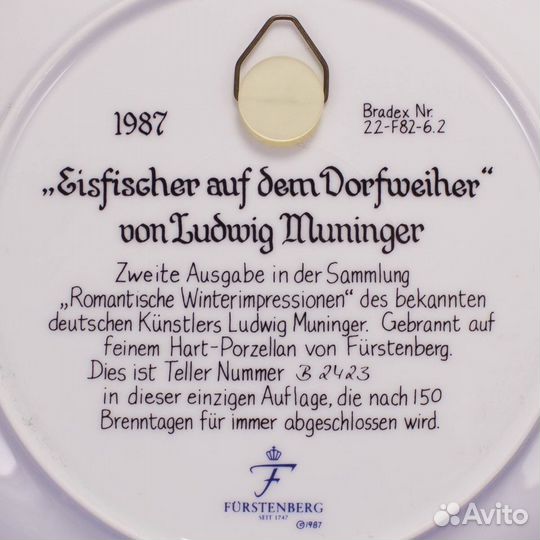 1987
Bradex Nr.
22-F82-6.2
„Eisfischer auf dem Dorfweiher“
von Ludwig Muninger
Zweite Ausgabe in der Sammlung
„Romantische Winterimpressionen“ des bekannten
deutschen Künstlers Ludwig Muninger. Gebrannt auf
feinem Hart-Porzellan von Fürstenberg.
Dies ist Teller Nummer B 2423
in dieser einzigen Auflage, die nach 150
Brenntagen für immer abgeschlossen wird.
F
FÜRSTENBERG
SEIT 1747
©1987
Avito